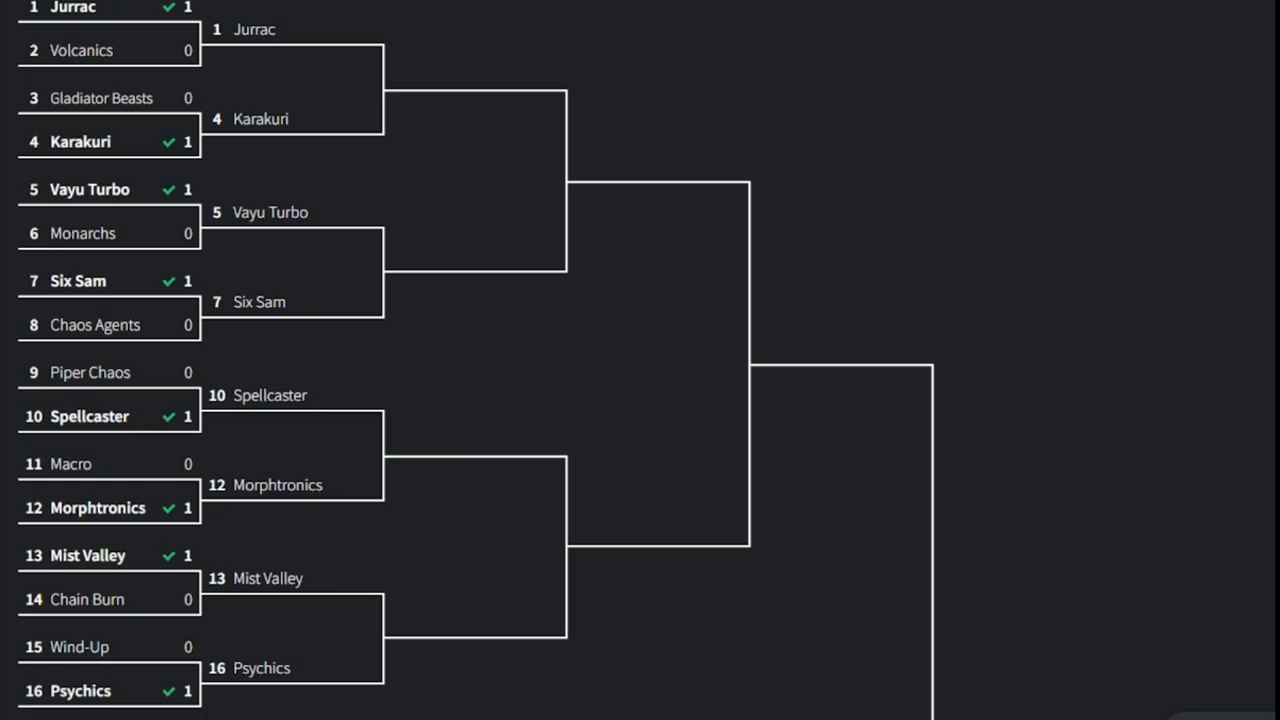 1 Jurrac ✓ 1
2 Volcanics 0
1 Jurrac
3 Gladiator Beasts 0
4 Karakuri ✓ 1
4 Karakuri
5 Vayu Turbo ✓ 1
6 Monarchs 0
5 Vayu Turbo
7 Six Sam ✓ 1
8 Chaos Agents 0
7 Six Sam
9 Piper Chaos 0
10 Spellcaster ✓ 1
10 Spellcaster
11 Macro 0
12 Morphtronics ✓ 1
12 Morphtronics
13 Mist Valley ✓ 1
14 Chain Burn 0
13 Mist Valley
15 Wind-Up 0
16 Psychics ✓ 1
16 Psychics